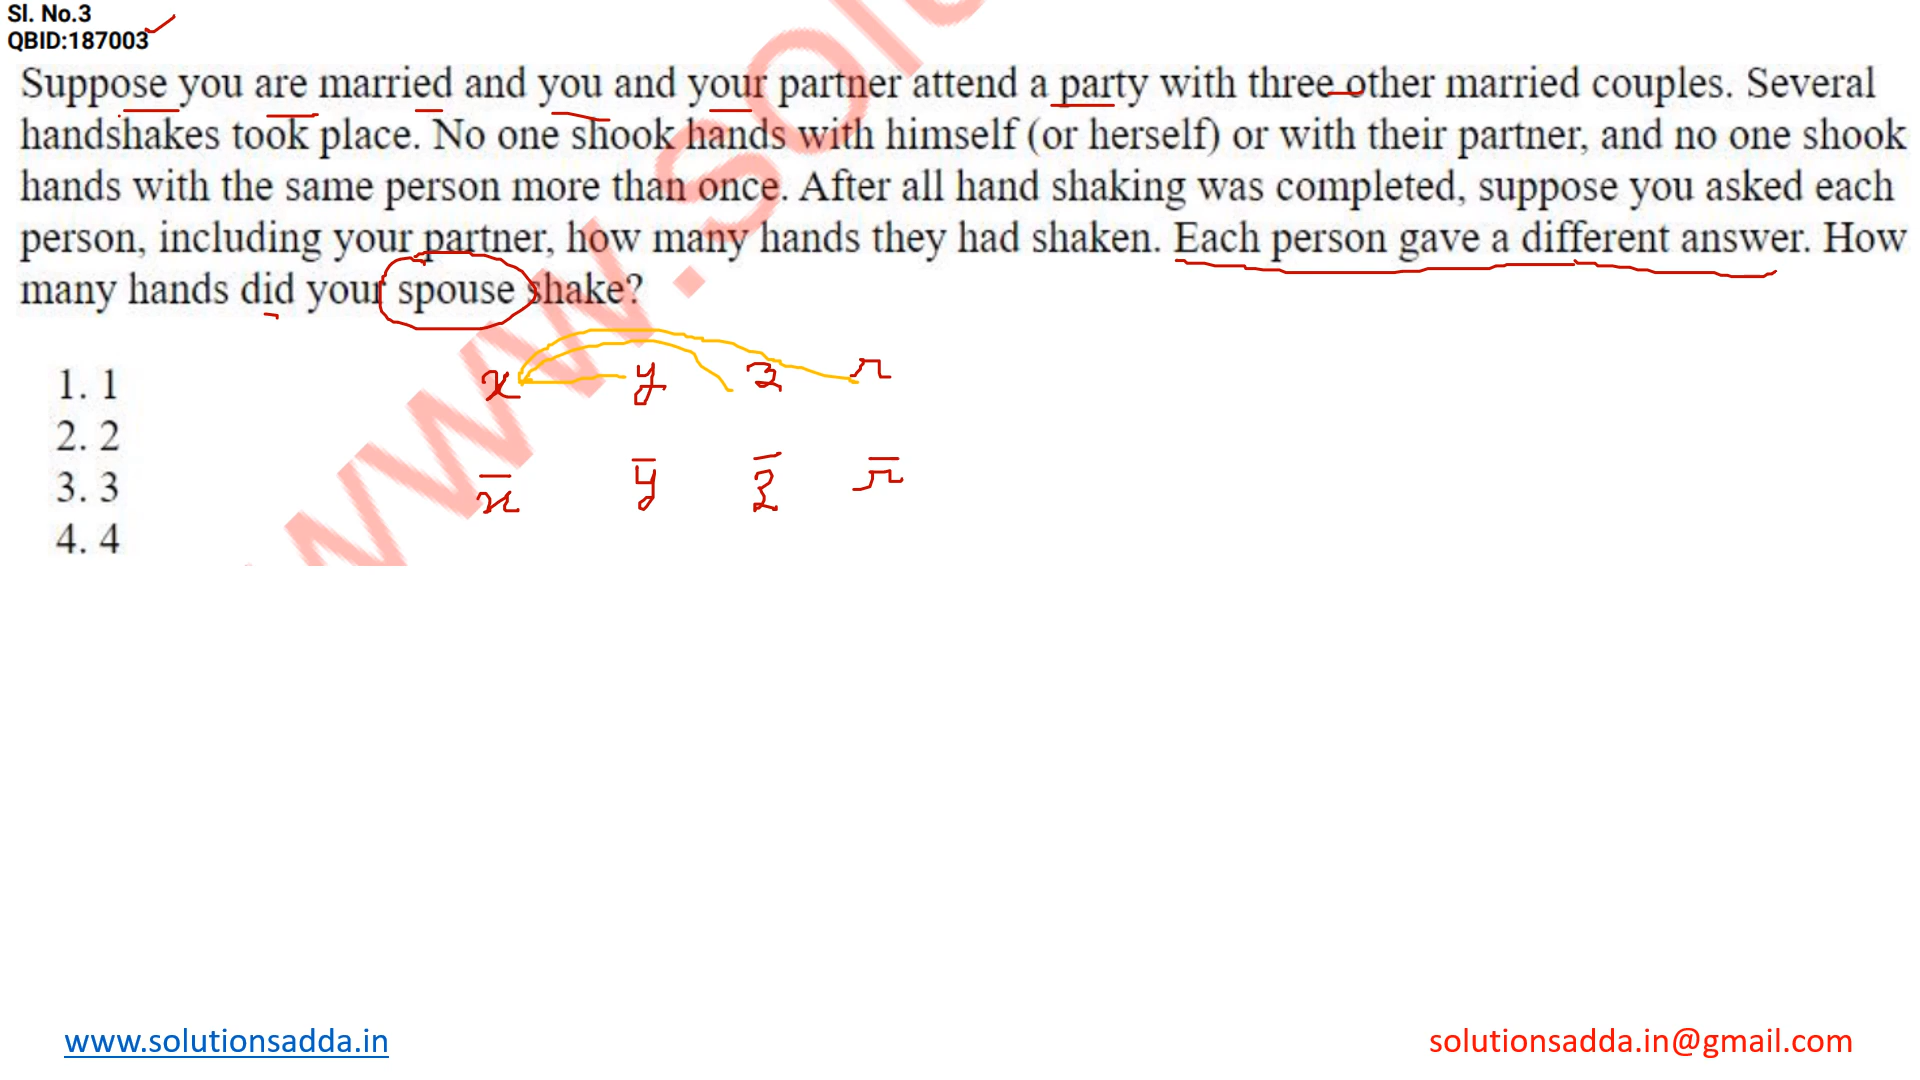 Sl. No.3
QBID:187003
Suppose you are married and you and your partner attend a party with three other married couples. Several
handshakes took place. No one shook hands with himself (or herself) or with their partner, and no one shook
hands with the same person more than once. After all hand shaking was completed, suppose you asked each
person, including your partner, how many hands they had shaken. Each person gave a different answer. How
many hands did your spouse shake?
x y z r
1. 1
2. 2
x̅ y̅ z̅ r̅
3. 3
4. 4
www.solu
www.solutionsadda.in
solutionsadda.in@gmail.com